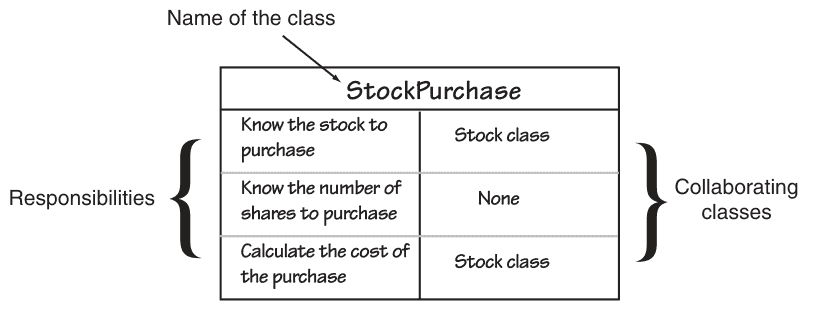 Name of the class
StockPurchase
Know the stock to
purchase
Stock class
Know the number of
shares to purchase
None
Calculate the cost of
the purchase
Stock class
Responsibilities
Collaborating
classes